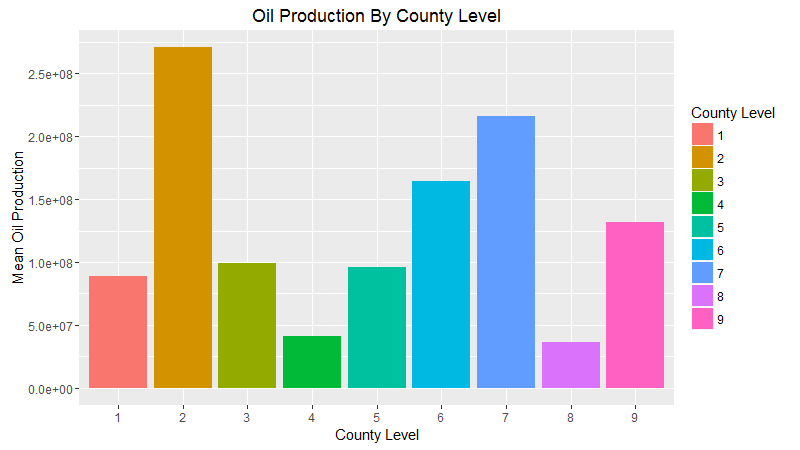 Oil Production By County Level
Mean Oil Production
2.5e+08
2.0e+08
1.5e+08
1.0e+08
5.0e+07
0.0e+00
1 2 3 4 5 6 7 8 9
County Level
County Level
1
2
3
4
5
6
7
8
9